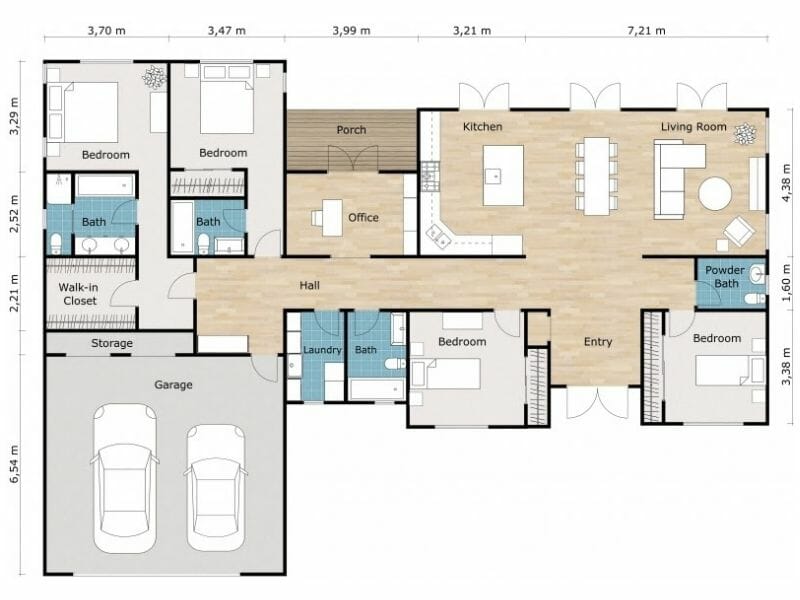 3,70 m
3,47 m
3,99 m
3,21 m
7,21 m
3,29 m
2,52 m
2,21 m
6,54 m
4,38 m
1,60 m
3,38 m
Bedroom
Bedroom
Porch
Kitchen
Living Room
Bath
Bath
Office
Walk-in
Closet
Hall
Powder
Bath
Storage
Laundry
Bath
Bedroom
Entry
Bedroom
Garage